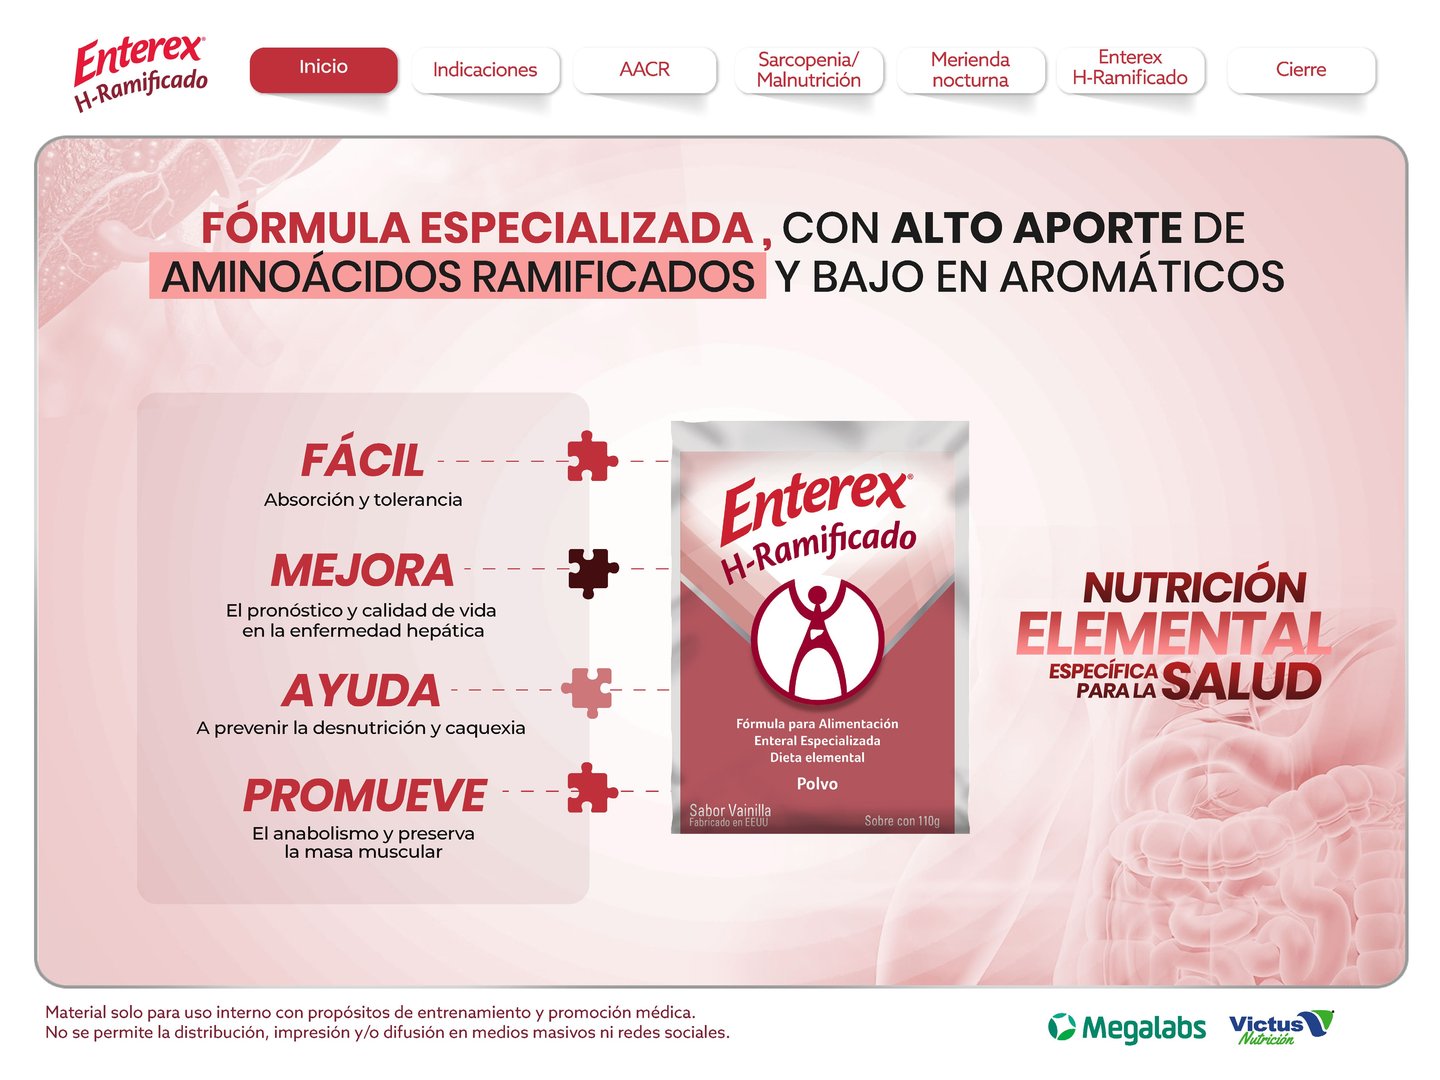 Enterex®
H-Ramificado
Inicio
Indicaciones
AACR
Sarcopenia/
Malnutrición
Merienda
nocturna
Enterex
H-Ramificado
Cierre
FÓRMULA ESPECIALIZADA, CON ALTO APORTE DE
AMINOÁCIDOS RAMIFICADOS Y BAJO EN AROMÁTICOS
FÁCIL
Absorción y tolerancia
MEJORA
El pronóstico y calidad de vida
en la enfermedad hepática
AYUDA
A prevenir la desnutrición y caquexia
PROMUEVE
El anabolismo y preserva
la masa muscular
Enterex®
H-Ramificado
Fórmula para Alimentación
Enteral Especializada
Dieta elemental
Polvo
Sabor Vainilla
Fabricado en EEUU
Sobre con 110g
NUTRICIÓN
ELEMENTAL
ESPECÍFICA
PARA LA SALUD
Material solo para uso interno con propósitos de entrenamiento y promoción médica.
No se permite la distribución, impresión y/o difusión en medios masivos ni redes sociales.
Megalabs
Victus
Nutrición